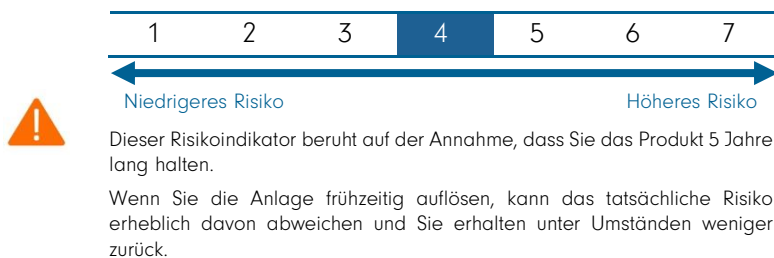 1 2 3 4 5 6 7
Niedrigeres Risiko Höheres Risiko
Dieser Risikoindikator beruht auf der Annahme, dass Sie das Produkt 5 Jahre
lang halten.
Wenn Sie die Anlage frühzeitig auflösen, kann das tatsächliche Risiko
erheblich davon abweichen und Sie erhalten unter Umständen weniger
zurück.